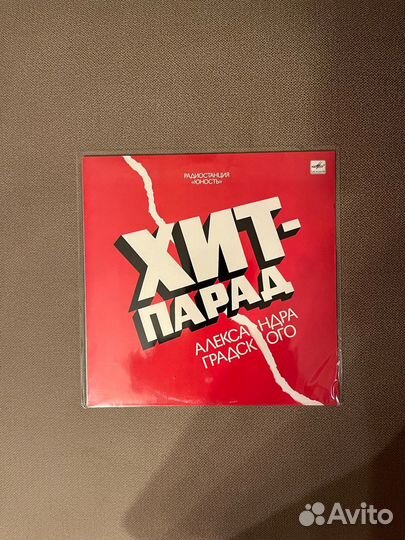 РАДИОСТАНЦИЯ
«ЮНОСТЬ»
ХИТ-
ПАРАД
АЛЕКСАНДРА
ГРАДСКОГО
Avito